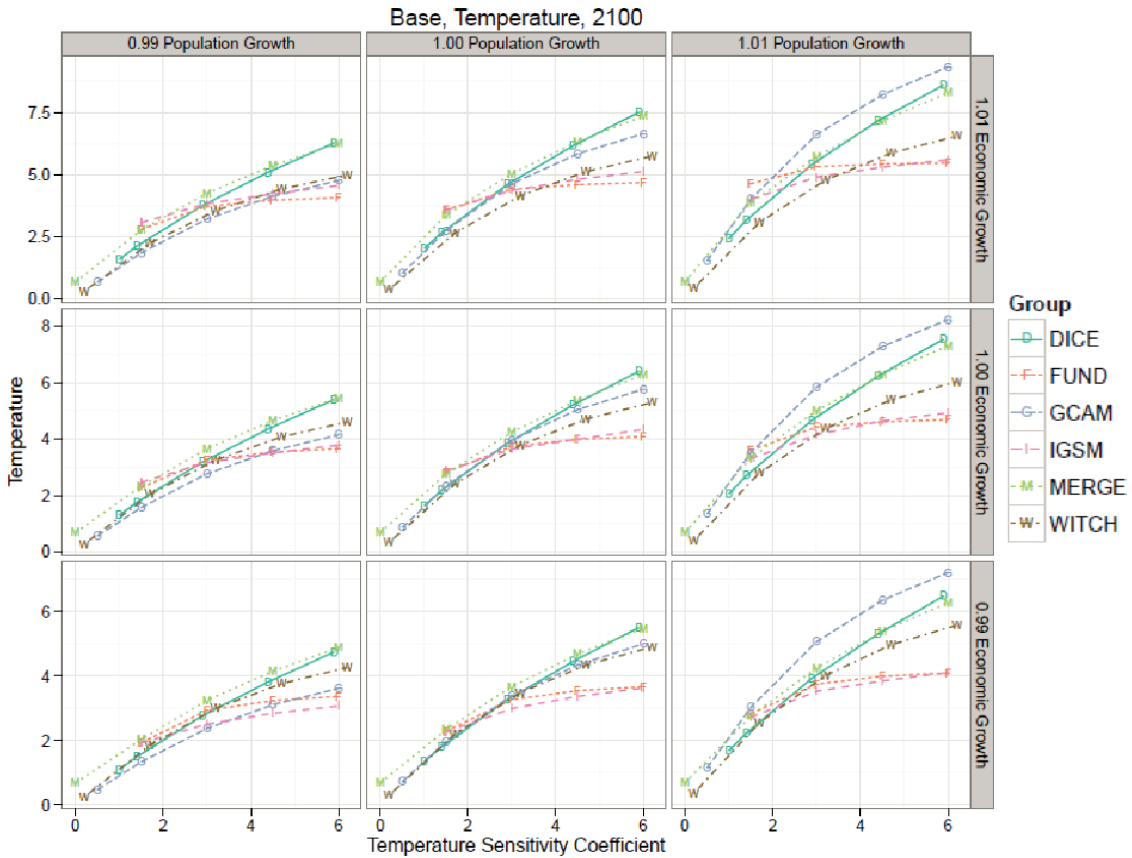 Base, Temperature, 2100
0.99 Population Growth
1.00 Population Growth
1.01 Population Growth
7.5
5.0
2.5
0.0
1.01 Economic Growth
8
6
4
2
0
1.00 Economic Growth
6
4
2
0
0.99 Economic Growth
Temperature
0 2 4 6
0 2 4 6
0 2 4 6
Temperature Sensitivity Coefficient
Group
D DICE
F FUND
G GCAM
I IGSM
M MERGE
W WITCH